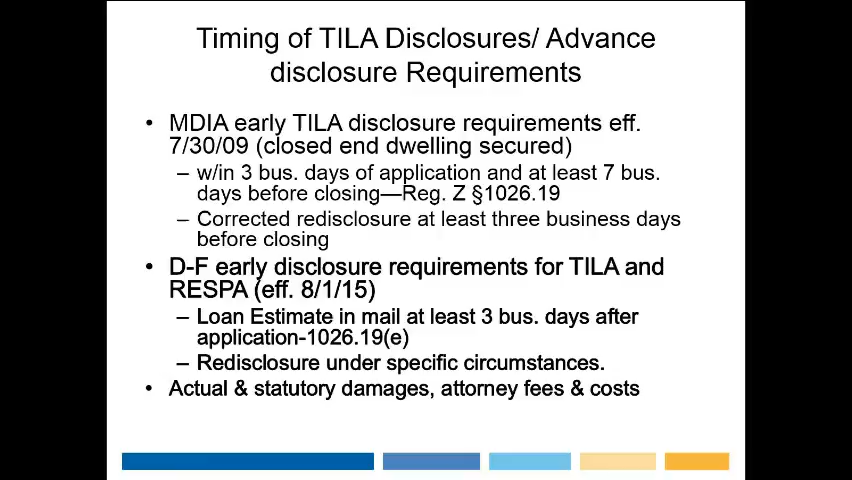 Timing of TILA Disclosures/ Advance
disclosure Requirements
• MDIA early TILA disclosure requirements eff.
7/30/09 (closed end dwelling secured)
– w/in 3 bus. days of application and at least 7 bus.
days before closing—Reg. Z §1026.19
– Corrected redisclosure at least three business days
before closing
• D-F early disclosure requirements for TILA and
RESPA (eff. 8/1/15)
– Loan Estimate in mail at least 3 bus. days after
application-1026.19(e)
– Redisclosure under specific circumstances.
• Actual & statutory damages, attorney fees & costs